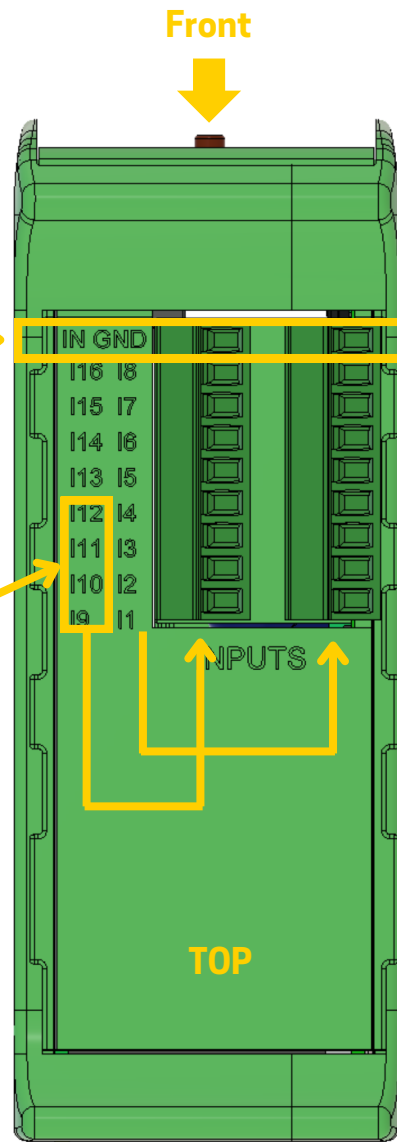 Front
IN GND
I16 I8
I15 I7
I14 I6
I13 I5
I12 I4
I11 I3
I10 I2
I9 I1
INPUTS
TOP